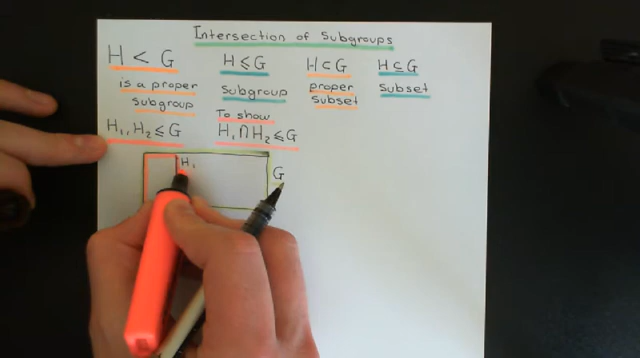 Intersection of Subgroups
H < G H ≤ G H ⊂ G H ⊆ G
is a proper subgroup proper subset
subgroup subset
To show
H₁, H₂ ≤ G H₁ ∩ H₂ ≤ G
H₁
G